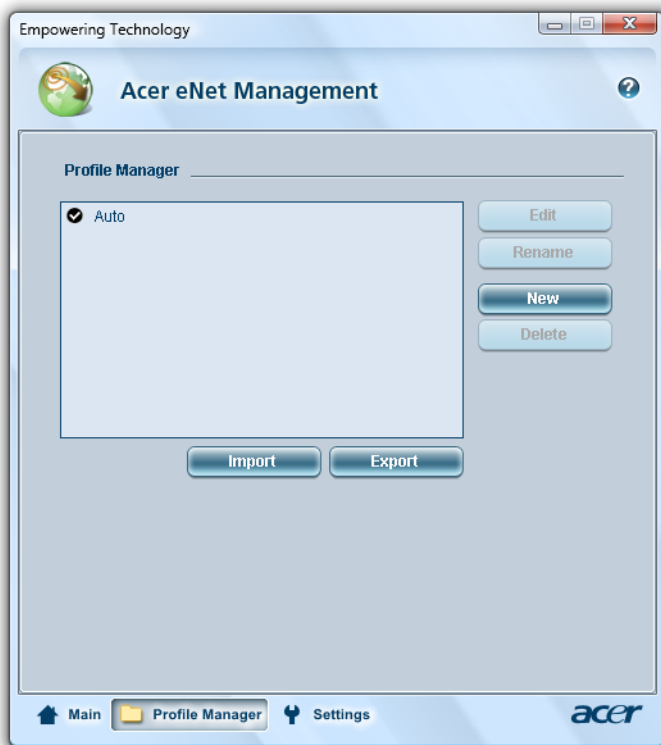 Empowering Technology
Acer eNet Management
?
Profile Manager
Auto
Edit
Rename
New
Delete
Import Export
Main Profile Manager Settings acer